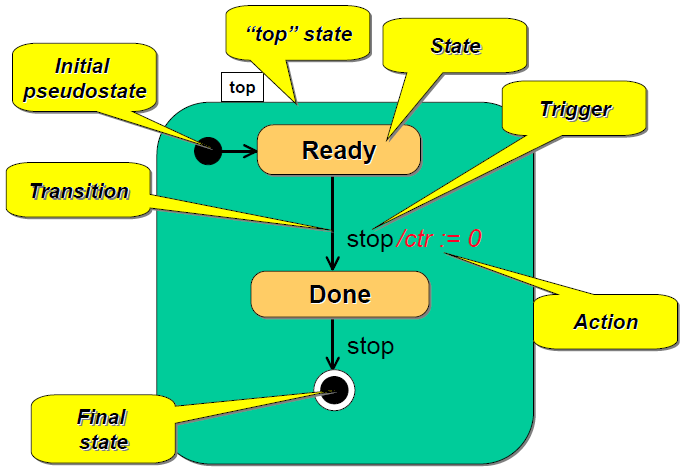 “top” state
State
Initial
pseudostate
top
Trigger
Ready
Transition
stop/ctr := 0
Done
Action
stop
Final
state